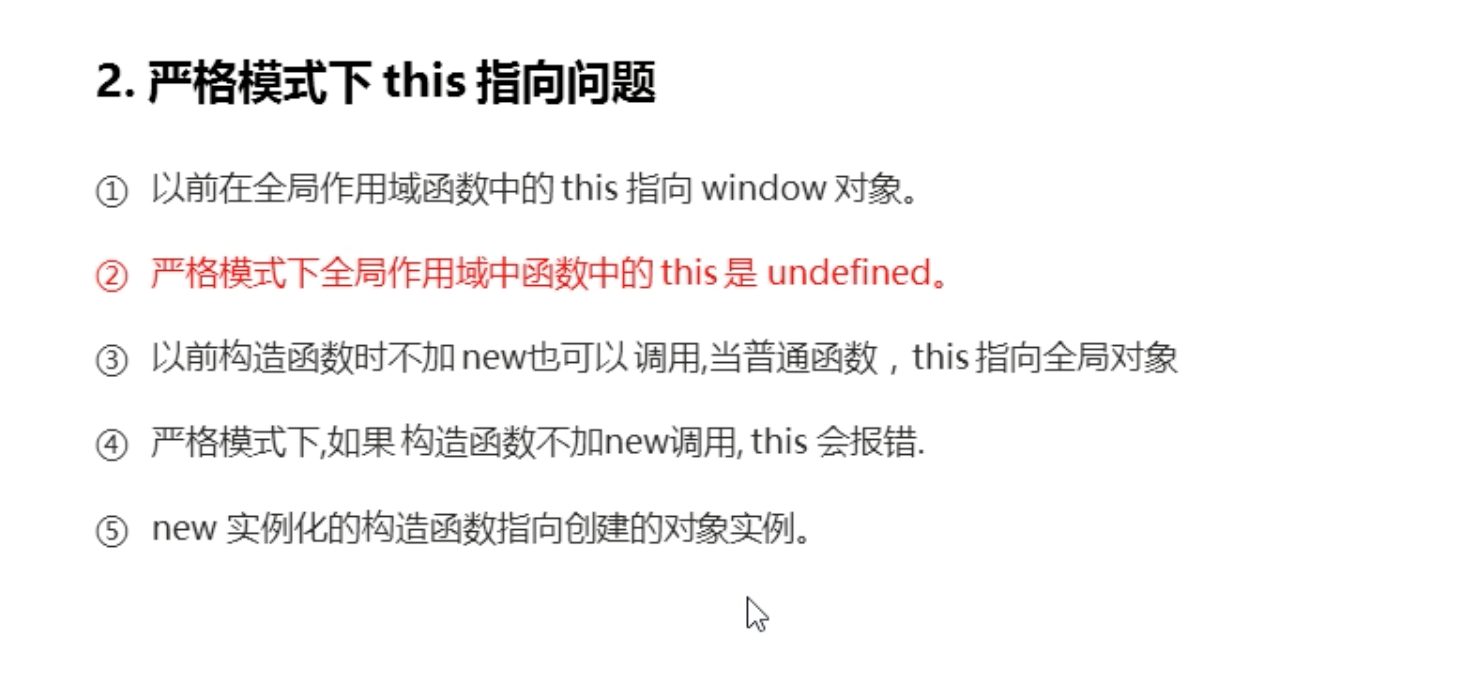 2. 严格模式下 this 指向问题
① 以前在全局作用域函数中的 this 指向 window 对象。
② 严格模式下全局作用域中函数中的 this 是 undefined。
③ 以前构造函数时不加 new也可以 调用,当普通函数，this 指向全局对象
④ 严格模式下,如果 构造函数不加new调用, this 会报错.
⑤ new 实例化的构造函数指向创建的对象实例。